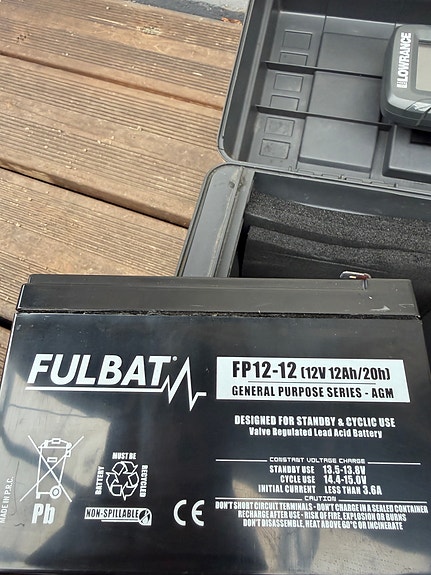 LOWRANCE
FULBAT®
FP12-12 (12V 12Ah/20h)
GENERAL PURPOSE SERIES - AGM
DESIGNED FOR STANDBY & CYCLIC USE
Valve Regulated Lead Acid Battery
CONSTANT VOLTAGE CHARGE
STANDBY USE 13.5-13.8V
CYCLE USE 14.4-15.0V
INITIAL CURRENT LESS THAN 3.6A
CAUTION
DON'T SHORT CIRCUIT TERMINALS - DON'T CHARGE IN A SEALED CONTAINER
RECHARGE AFTER USE - RISK OF FIRE, EXPLOSION OR BURNS
DON'T DISASSEMBLE, HEAT ABOVE 60°C OR INCINERATE
MADE IN P.R.C.
Pb
BATTERY
MUST BE
RECYCLED
NON-SPILLABLE
CE